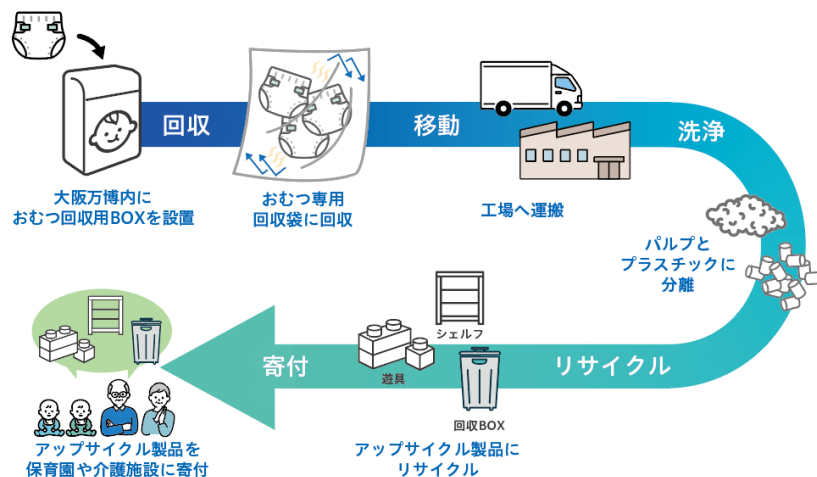 回収
移動
洗浄
大阪万博内に
おむつ回収用BOXを設置
おむつ専用
回収袋に回収
工場へ運搬
パルプと
プラスチックに
分離
リサイクル
シェルフ
遊具
回収BOX
アップサイクル製品に
リサイクル
寄付
アップサイクル製品を
保育園や介護施設に寄付